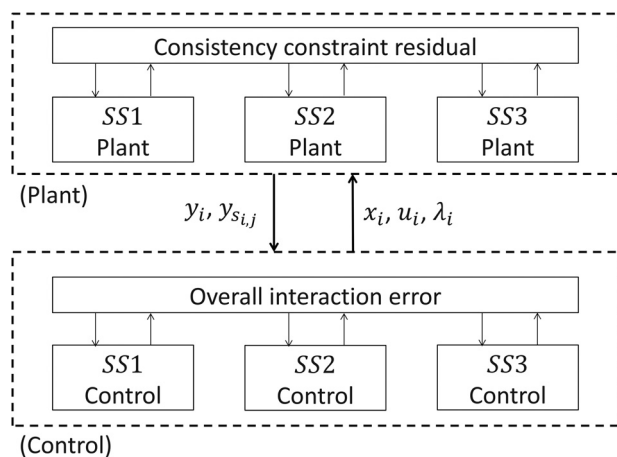 Consistency constraint residual
SS1 SS2 SS3
Plant Plant Plant
(Plant)
y_i, y_{s_{i,j}} x_i, u_i, λ_i
Overall interaction error
SS1 SS2 SS3
Control Control Control
(Control)